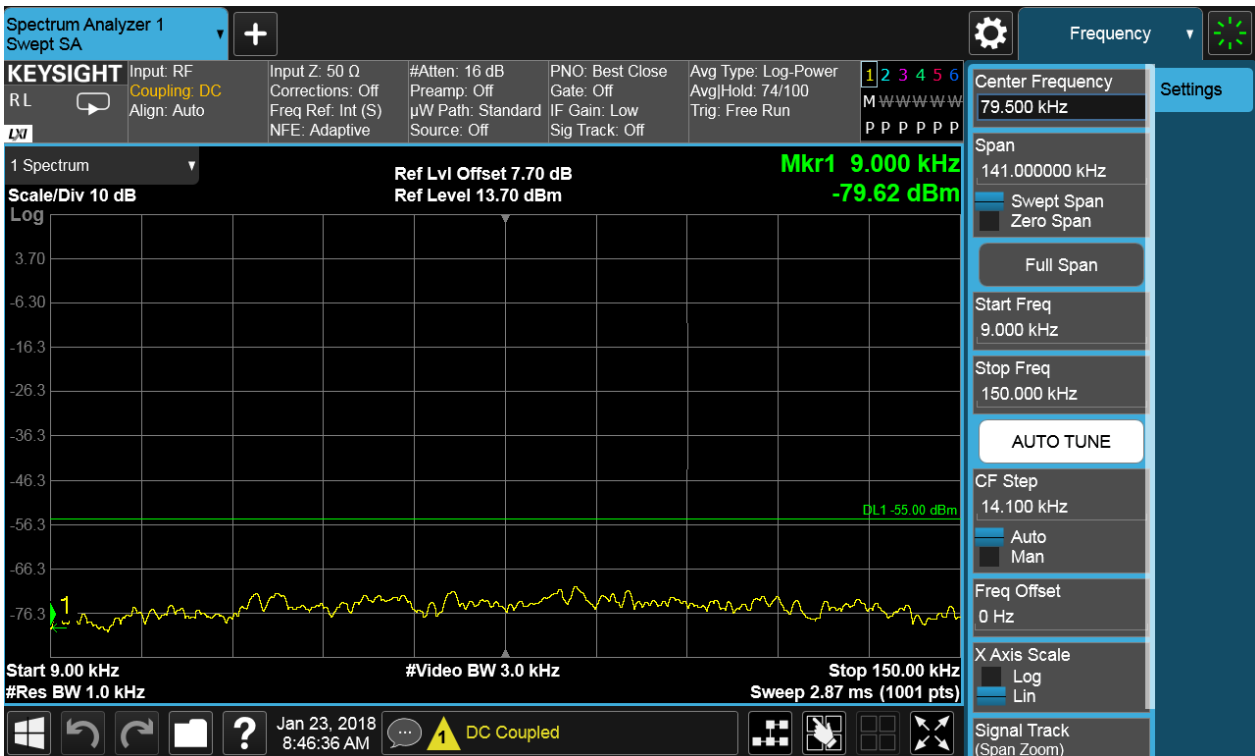 Spectrum Analyzer 1
Swept SA
+
Frequency
KEYSIGHT
R L
LXI
Input: RF
Coupling: DC
Align: Auto
Input Z: 50 Ω
Corrections: Off
Freq Ref: Int (S)
NFE: Adaptive
#Atten: 16 dB
Preamp: Off
µW Path: Standard
Source: Off
PNO: Best Close
Gate: Off
IF Gain: Low
Sig Track: Off
Avg Type: Log-Power
Avg|Hold: 74/100
Trig: Free Run
1 2 3 4 5 6
M W W W W W
P P P P P P
1 Spectrum
Scale/Div 10 dB
Log
Ref Lvl Offset 7.70 dB
Ref Level 13.70 dBm
Mkr1 9.000 kHz
-79.62 dBm
3.70
-6.30
-16.3
-26.3
-36.3
-46.3
DL1 -55.00 dBm
-56.3
-66.3
-76.3
1
Start 9.00 kHz
#Video BW 3.0 kHz
Stop 150.00 kHz
#Res BW 1.0 kHz
Sweep 2.87 ms (1001 pts)
?
Jan 23, 2018
8:46:36 AM
1
DC Coupled
Center Frequency
79.500 kHz
Settings
Span
141.000000 kHz
Swept Span
Zero Span
Full Span
Start Freq
9.000 kHz
Stop Freq
150.000 kHz
AUTO TUNE
CF Step
14.100 kHz
Auto
Man
Freq Offset
0 Hz
X Axis Scale
Log
Lin
Signal Track
(Span Zoom)